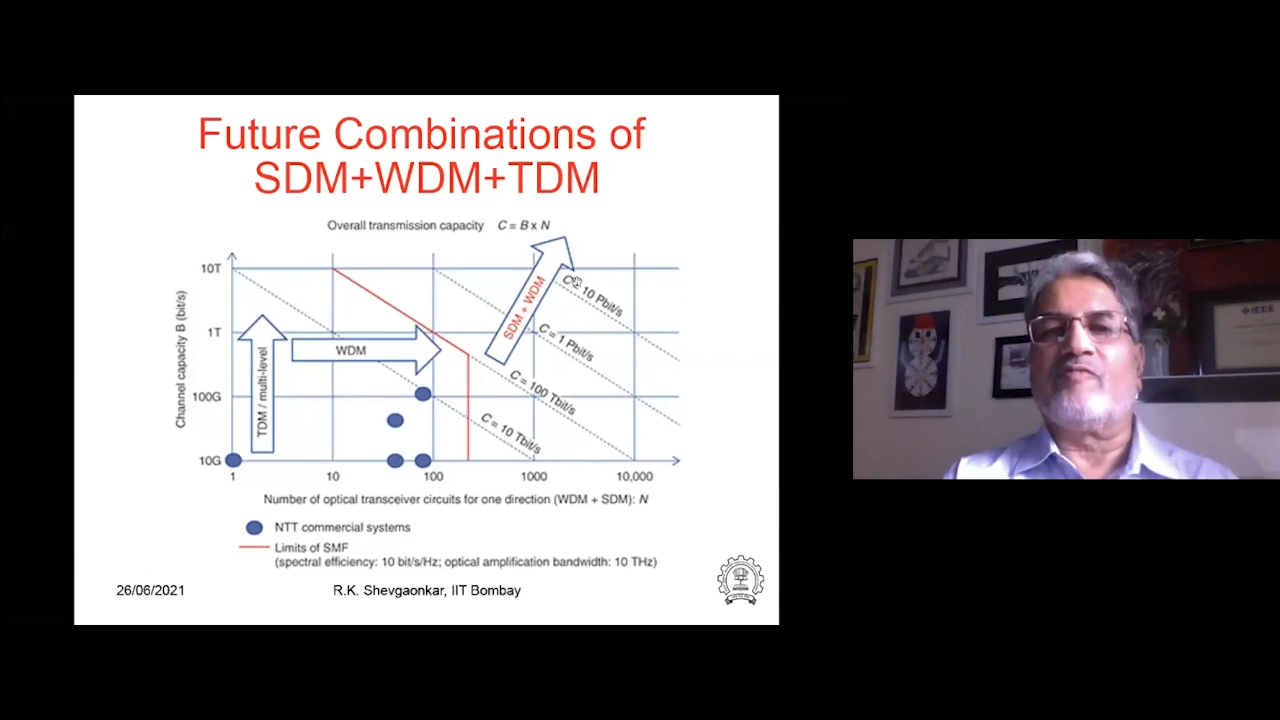 Future Combinations of
SDM+WDM+TDM
Overall transmission capacity C = B x N
Channel capacity B (bit/s)
10T
1T
100G
10G
TDM / multi-level
WDM
SDM + WDM
C = 10 Pbit/s
C = 1 Pbit/s
C = 100 Tbit/s
C = 10 Tbit/s
1
10
100
1000
10,000
Number of optical transceiver circuits for one direction (WDM + SDM): N
NTT commercial systems
Limits of SMF
(spectral efficiency: 10 bit/s/Hz; optical amplification bandwidth: 10 THz)
26/06/2021
R.K. Shevgaonkar, IIT Bombay
IEEE